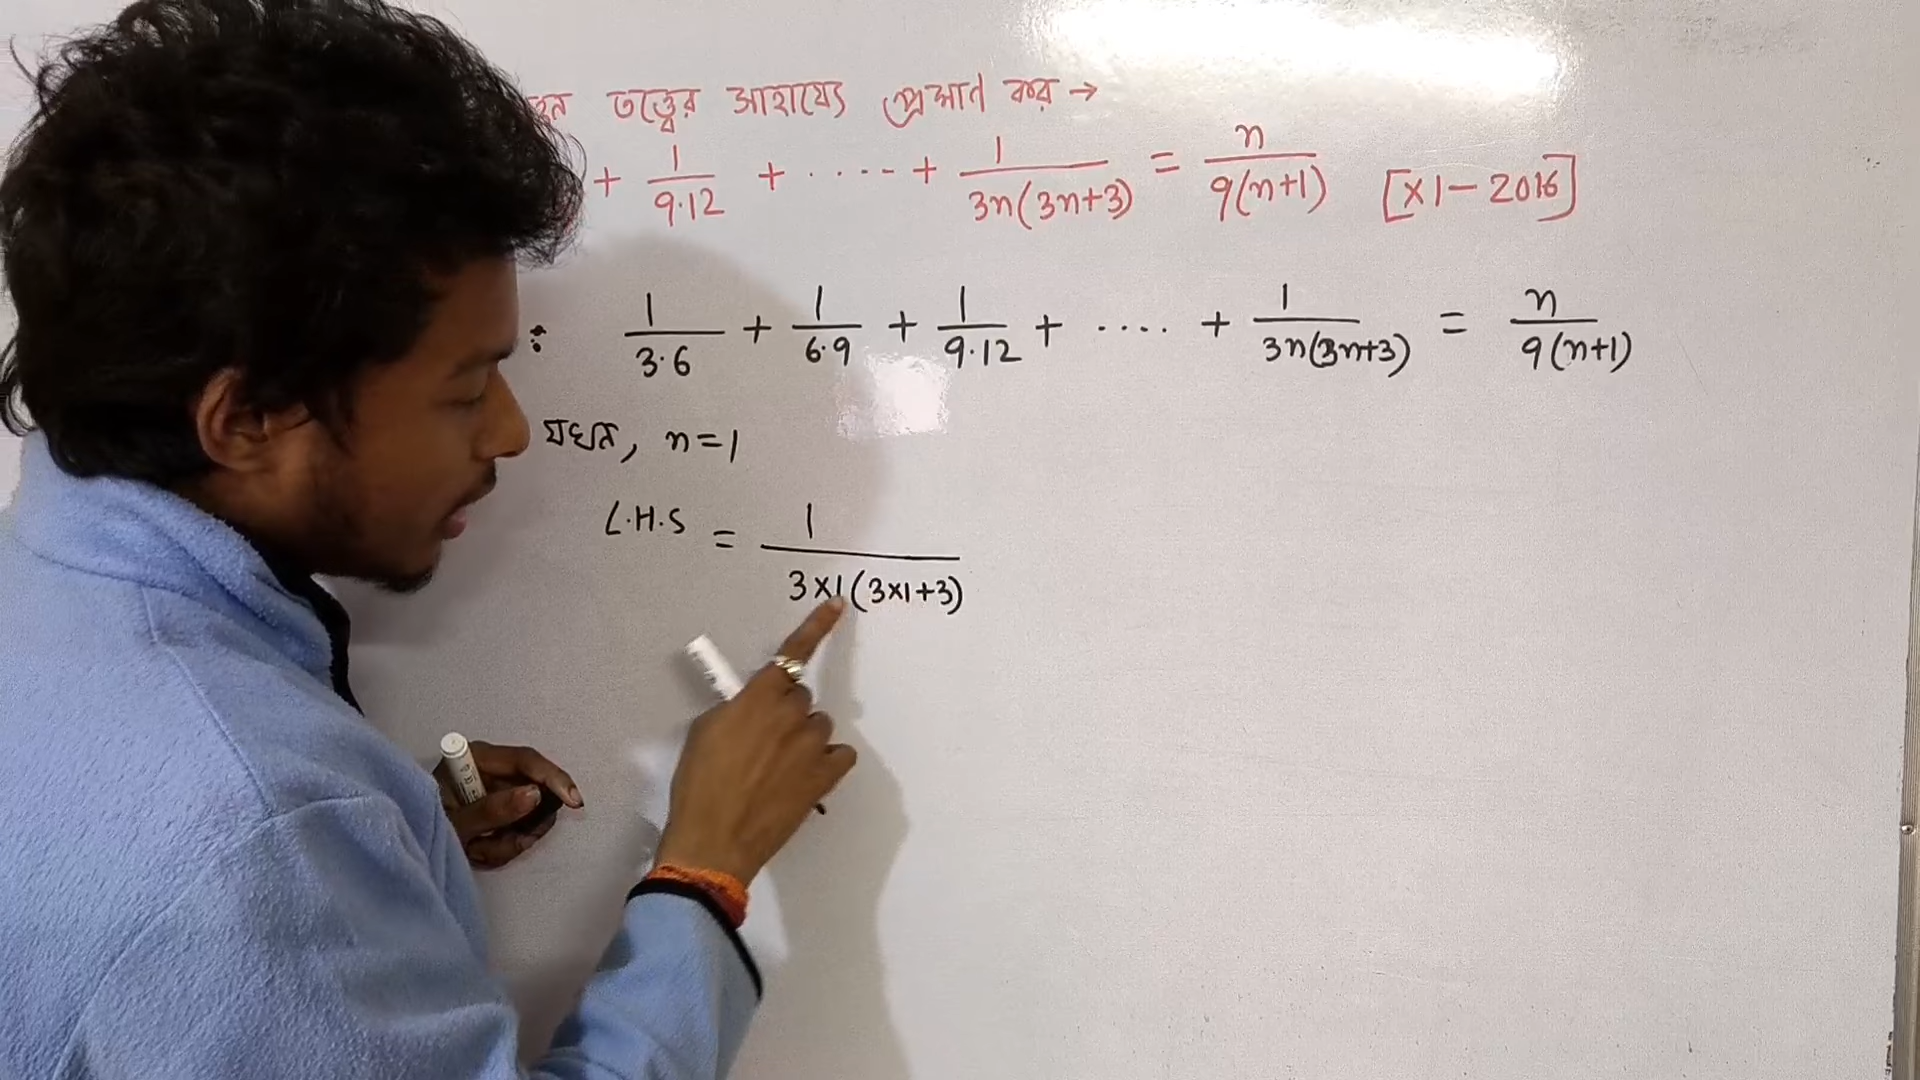 তত্ত্বের সাহায্যে প্রমাণ কর →
+ 1/9·12 + ····- + 1/3n(3n+3) = n/9(n+1) [XI - 2016]
: 1/3·6 + 1/6·9 + 1/9·12 + ···· + 1/3n(3n+3) = n/9(n+1)
যখন, n=1
L.H.S = 1/3×1(3×1+3)